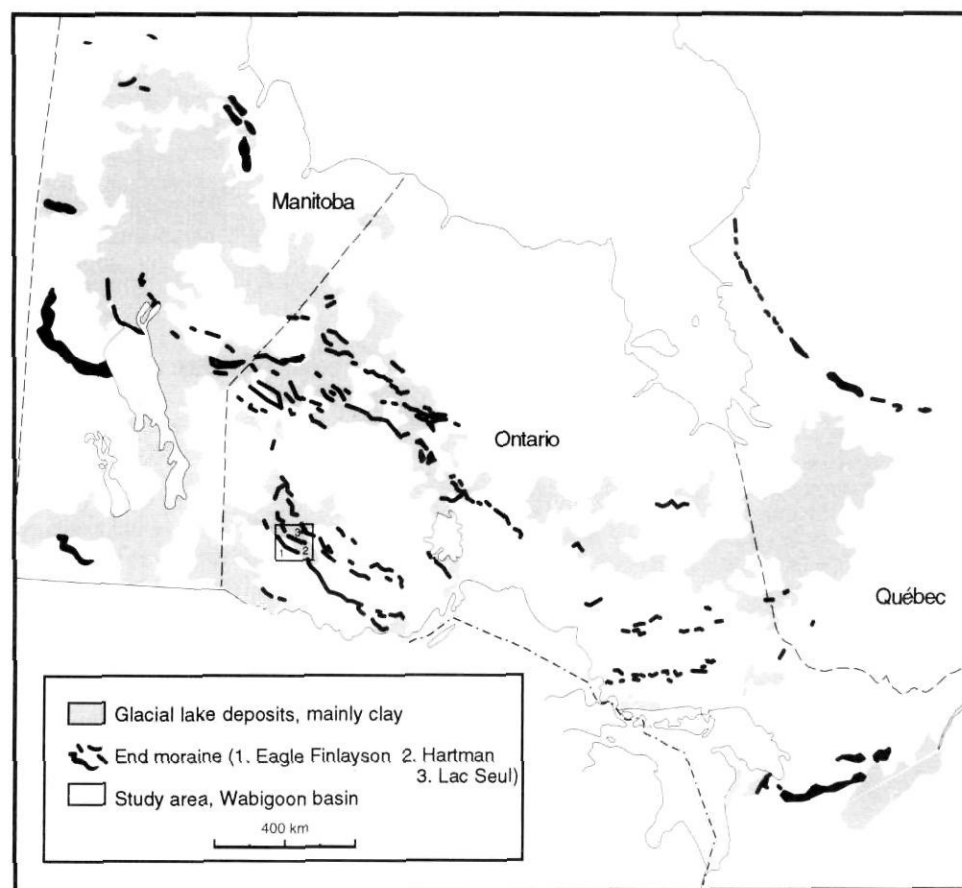 Manitoba
Ontario
Québec
3
1 2
Glacial lake deposits, mainly clay
End moraine (1. Eagle Finlayson 2. Hartman
3. Lac Seul)
Study area, Wabigoon basin
400 km